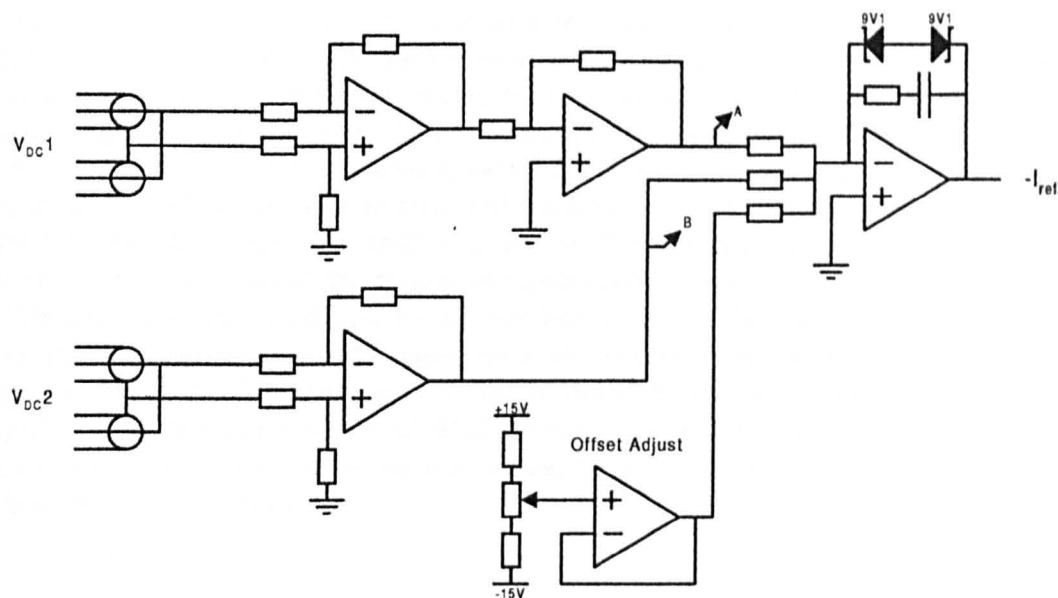 9V1 9V1
A
V_DC1
-I_ref
B
V_DC2
+15V
Offset Adjust
-15V